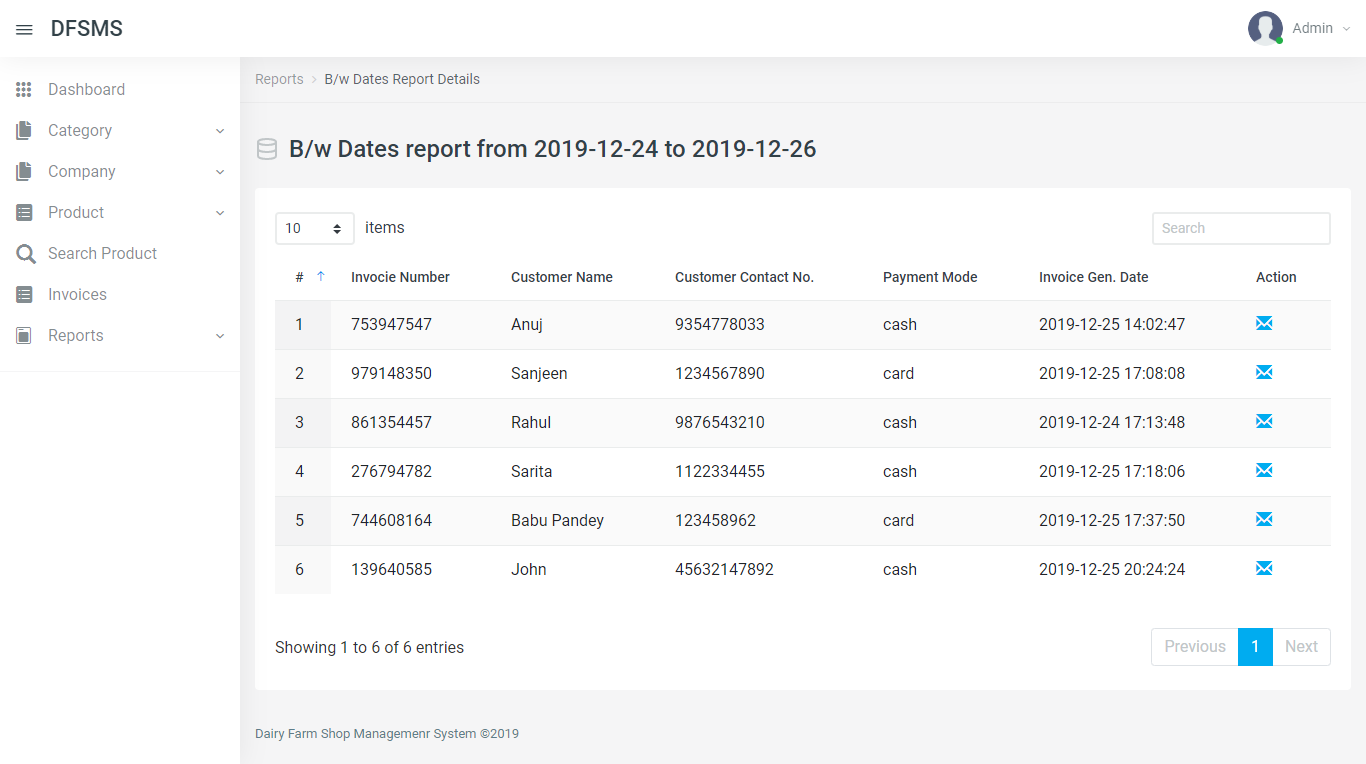 DFSMS
Admin
Dashboard
Category
Company
Product
Search Product
Invoices
Reports
Reports B/w Dates Report Details
B/w Dates report from 2019-12-24 to 2019-12-26
10 items Search
# Invocie Number Customer Name Customer Contact No. Payment Mode Invoice Gen. Date Action
1 753947547 Anuj 9354778033 cash 2019-12-25 14:02:47
2 979148350 Sanjeen 1234567890 card 2019-12-25 17:08:08
3 861354457 Rahul 9876543210 cash 2019-12-24 17:13:48
4 276794782 Sarita 1122334455 cash 2019-12-25 17:18:06
5 744608164 Babu Pandey 123458962 card 2019-12-25 17:37:50
6 139640585 John 45632147892 cash 2019-12-25 20:24:24
Showing 1 to 6 of 6 entries Previous 1 Next
Dairy Farm Shop Managemenr System ©2019